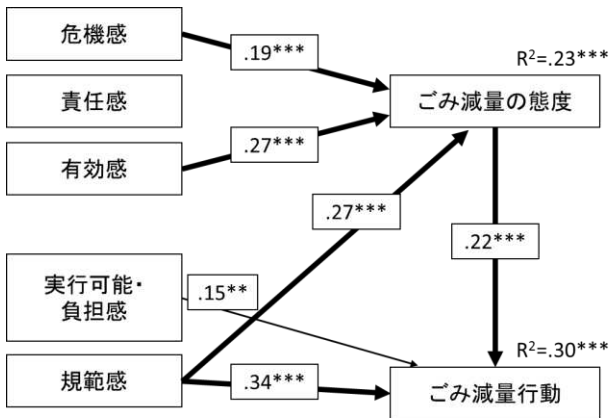 危機感
.19***
R²=.23***
責任感
ごみ減量の態度
有効感
.27***
.27***
.22***
実行可能・
負担感
.15**
R²=.30***
規範感
.34***
ごみ減量行動